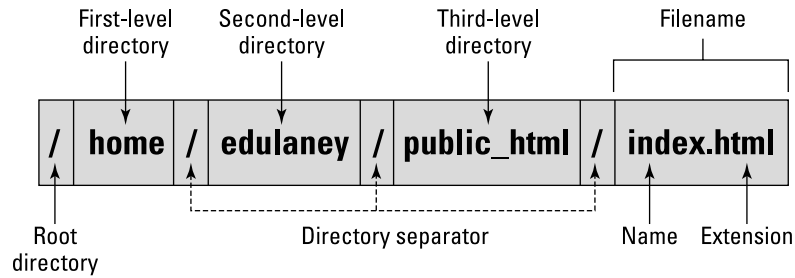 First-level directory
Second-level directory
Third-level directory
Filename
/ home / edulaney / public_html / index.html
Root directory
Directory separator
Name
Extension